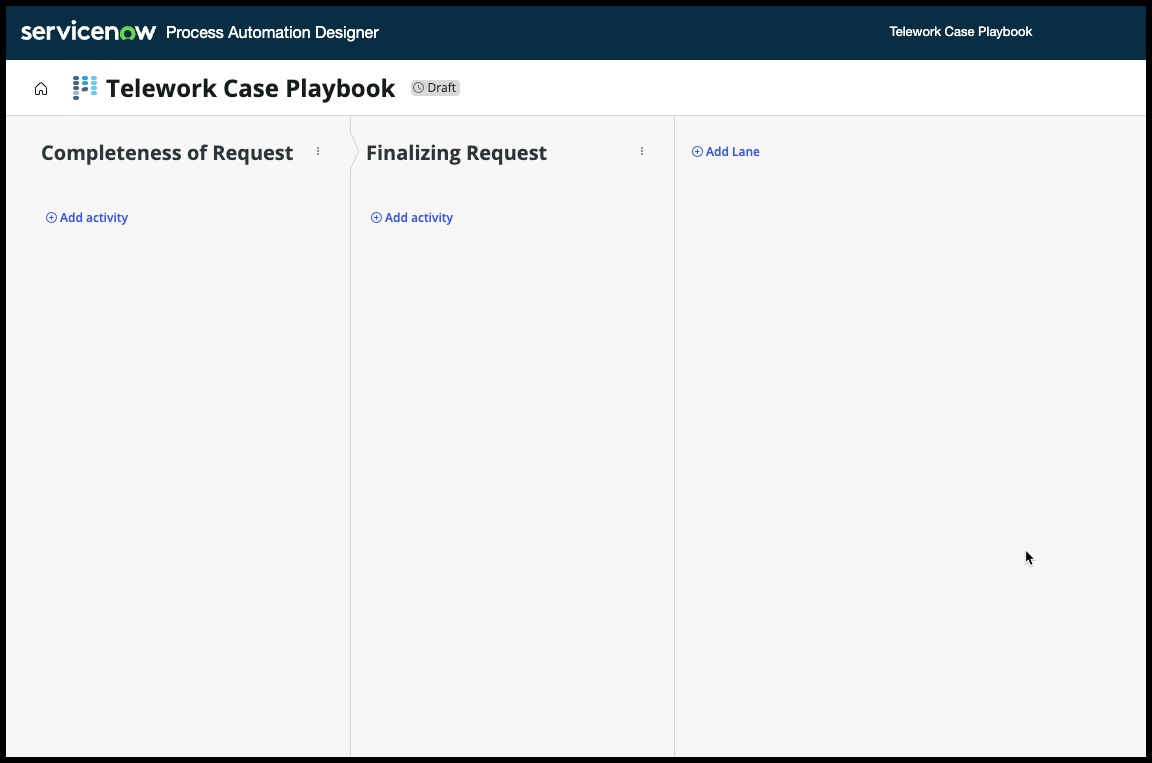 servicenow Process Automation Designer
Telework Case Playbook
Telework Case Playbook Draft
Completeness of Request
Finalizing Request
Add Lane
Add activity
Add activity